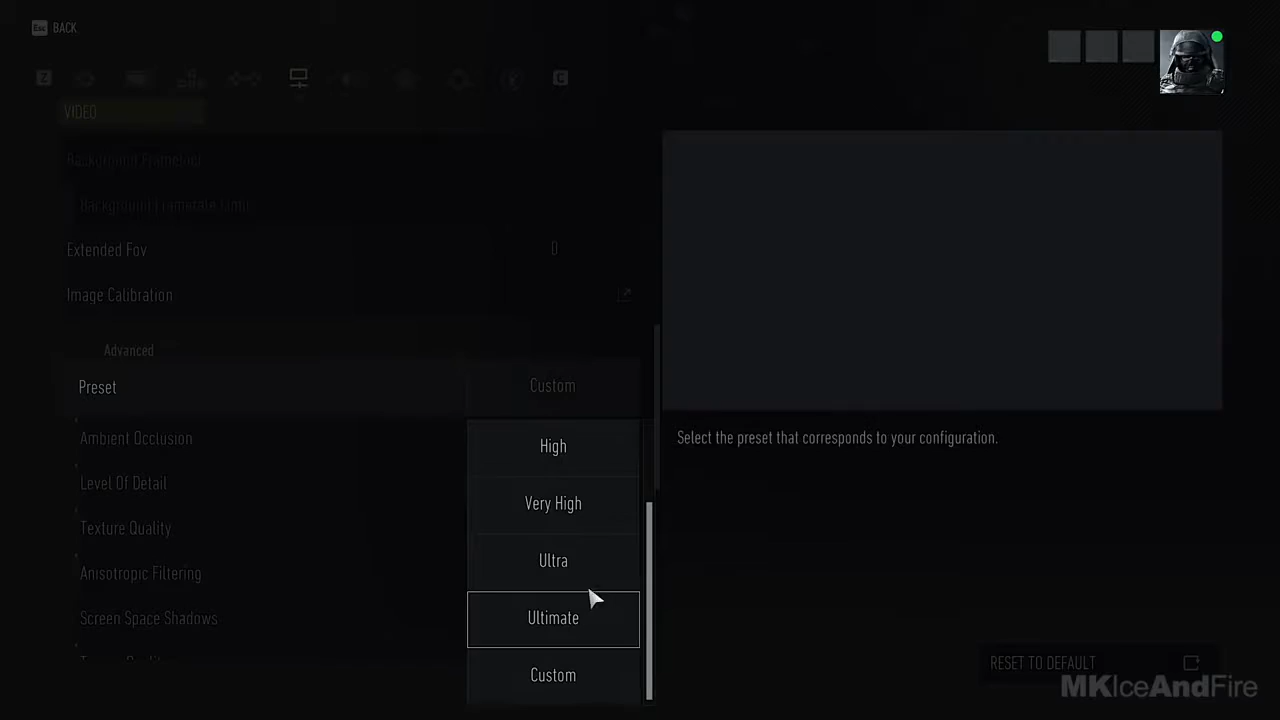 Esc BACK
Z
C
VIDEO
Background Framerate
Background Framerate Limit
Extended Fov 0
Image Calibration
Advanced
Preset Custom
High
Very High
Ultra
Ultimate
Custom
Ambient Occlusion
Level Of Detail
Texture Quality
Anisotropic Filtering
Screen Space Shadows
Select the preset that corresponds to your configuration.
RESET TO DEFAULT
MKIceAndFire